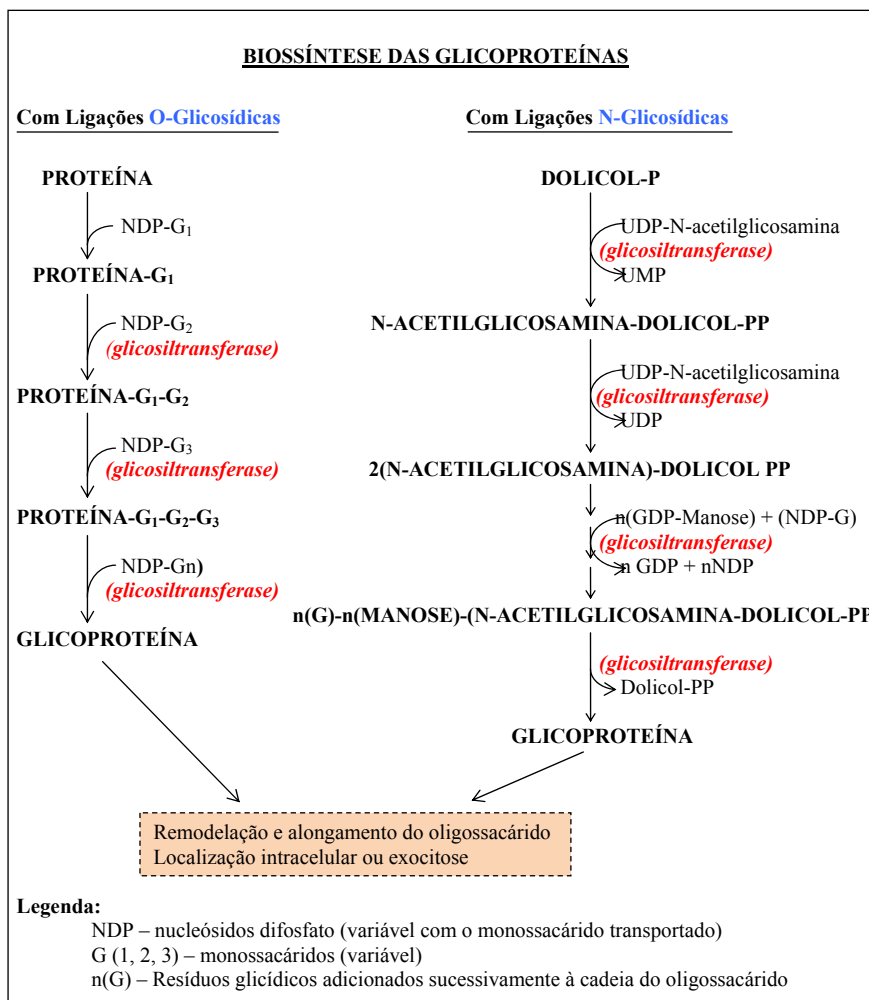 BIOSSÍNTESE DAS GLICOPROTEÍNAS
Com Ligações O-Glicosídicas
PROTEÍNA
NDP-G₁
PROTEÍNA-G₁
NDP-G₂
(glicosiltransferase)
PROTEÍNA-G₁-G₂
NDP-G₃
(glicosiltransferase)
PROTEÍNA-G₁-G₂-G₃
NDP-Gn)
(glicosiltransferase)
GLICOPROTEÍNA
Com Ligações N-Glicosídicas
DOLICOL-P
UDP-N-acetilglicosamina
(glicosiltransferase)
UMP
N-ACETILGLICOSAMINA-DOLICOL-PP
UDP-N-acetilglicosamina
(glicosiltransferase)
UDP
2(N-ACETILGLICOSAMINA)-DOLICOL PP
n(GDP-Manose) + (NDP-G)
(glicosiltransferase)
n GDP + nNDP
n(G)-n(MANOSE)-(N-ACETILGLICOSAMINA-DOLICOL-PP
(glicosiltransferase)
Dolicol-PP
GLICOPROTEÍNA
Remodelação e alongamento do oligossacárido
Localização intracelular ou exocitose
Legenda:
NDP – nucleósidos difosfato (variável com o monossacárido transportado)
G (1, 2, 3) – monossacáridos (variável)
n(G) – Resíduos glicídicos adicionados sucessivamente à cadeia do oligossacárido